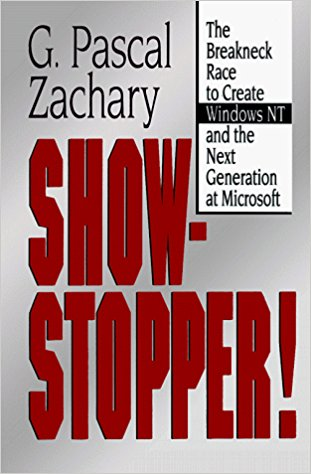 G. Pascal
Zachary
The
Breakneck
Race
to Create
Windows NT
and the
Next
Generation
at Microsoft
SHOW-
STOPPER!